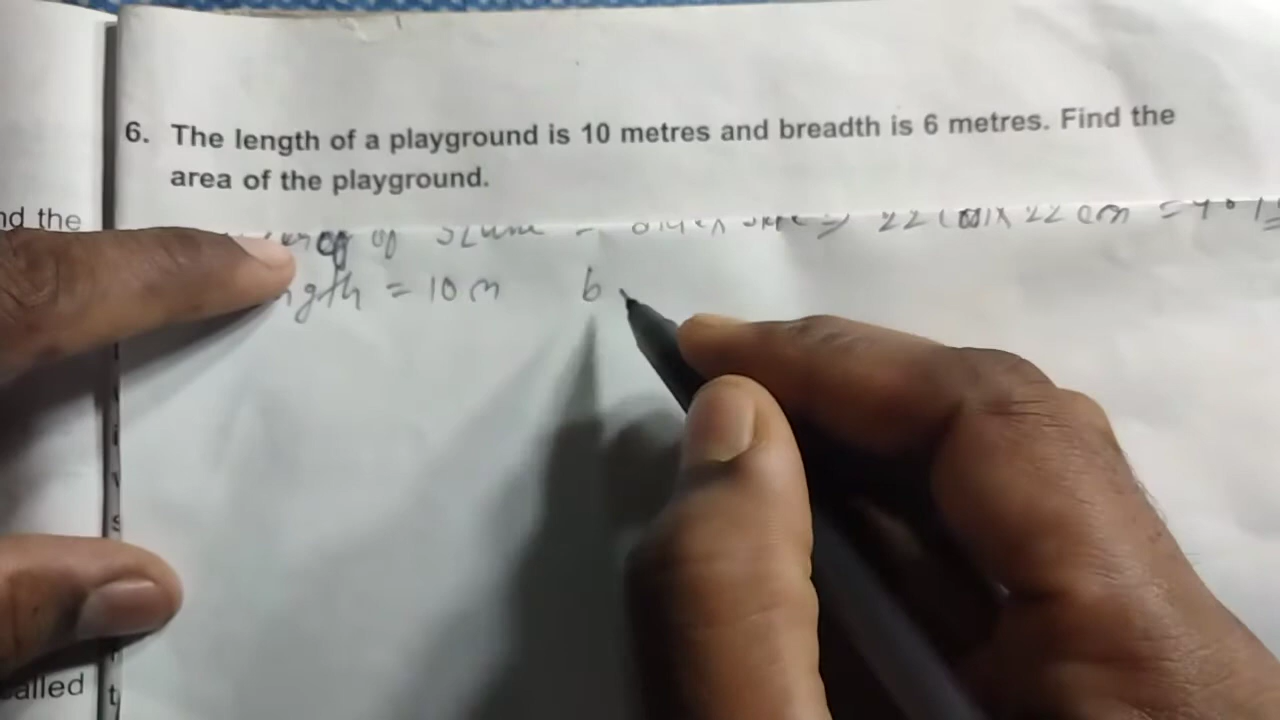 6. The length of a playground is 10 metres and breadth is 6 metres. Find the
area of the playground.
nd the
of
ngth = 10 m b
called